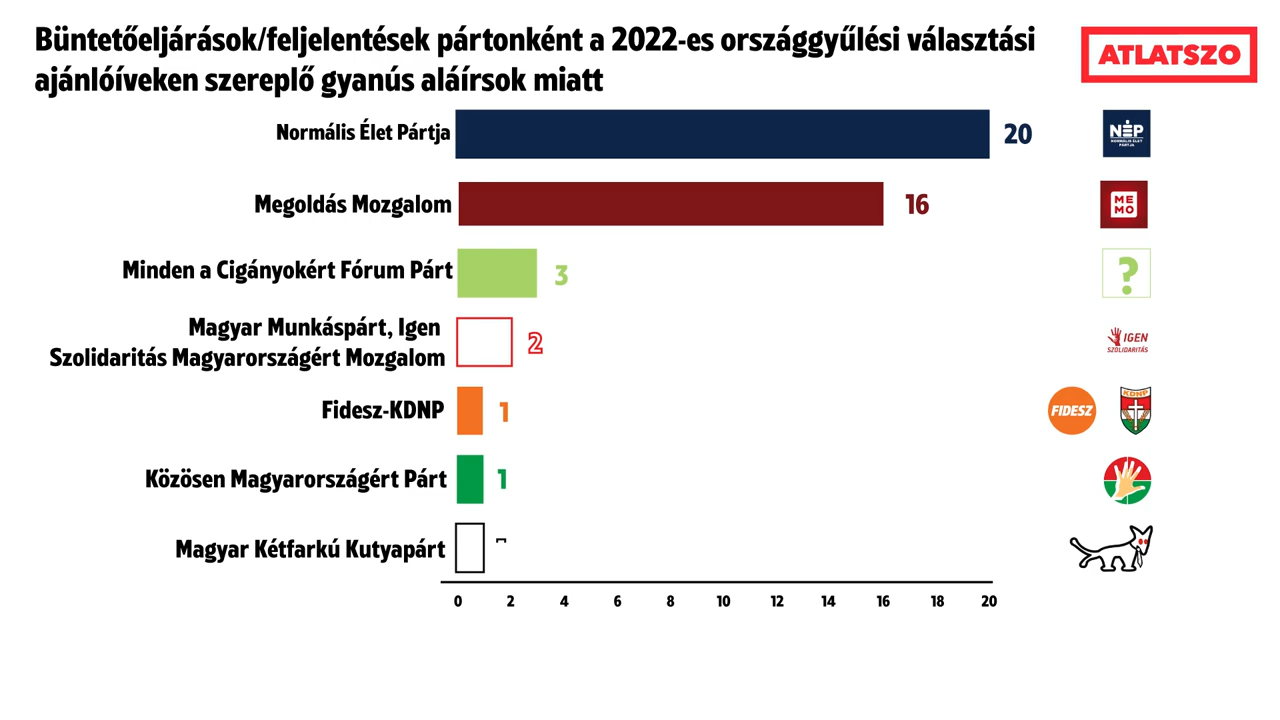 Büntetőeljárások/feljelentések pártonként a 2022-es országgyűlési választási
ajánlóíveken szereplő gyanús aláírsok miatt
ATLATSZO
Normális Élet Pártja
20
NÉP
NORMÁLIS ÉLET
PÁRTJA
Megoldás Mozgalom
16
ME
MO
Minden a Cigányokért Fórum Párt
3
?
Magyar Munkáspárt, Igen
Szolidaritás Magyarországért Mozgalom
2
IGEN
SZOLIDARITÁS
Fidesz-KDNP
1
FIDESZ
KDNP
Közösen Magyarországért Párt
1
Magyar Kétfarkú Kutyapárt
0 2 4 6 8 10 12 14 16 18 20